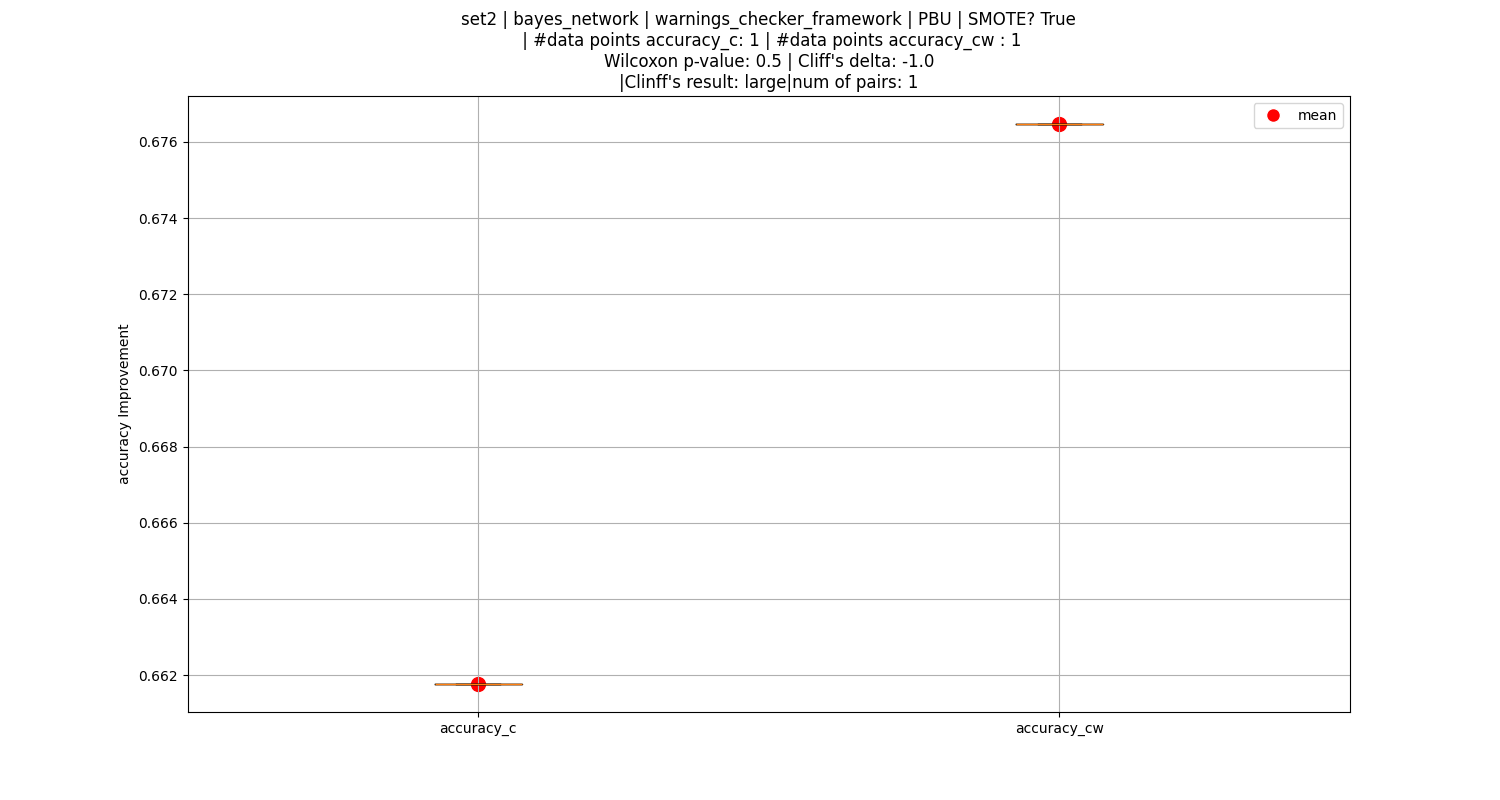 set2 | bayes_network | warnings_checker_framework | PBU | SMOTE? True
| #data points accuracy_c: 1 | #data points accuracy_cw : 1
Wilcoxon p-value: 0.5 | Cliff's delta: -1.0
|Clinff's result: large|num of pairs: 1
mean
accuracy Improvement
0.676
0.674
0.672
0.670
0.668
0.666
0.664
0.662
accuracy_c
accuracy_cw